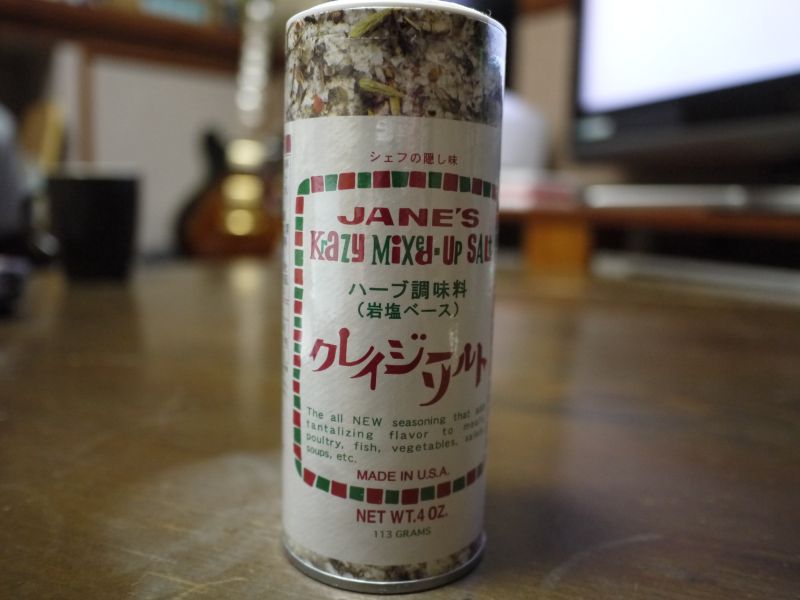 シェフの隠し味
JANE'S
KRAZY MIXED-UP SALT
ハーブ調味料
(岩塩ベース)
クレイジーソルト
The all NEW seasoning that
tantalizing flavor to meats,
poultry, fish, vegetables, salads,
soups, etc.
MADE IN U.S.A.
NET WT.4 OZ.
113 GRAMS